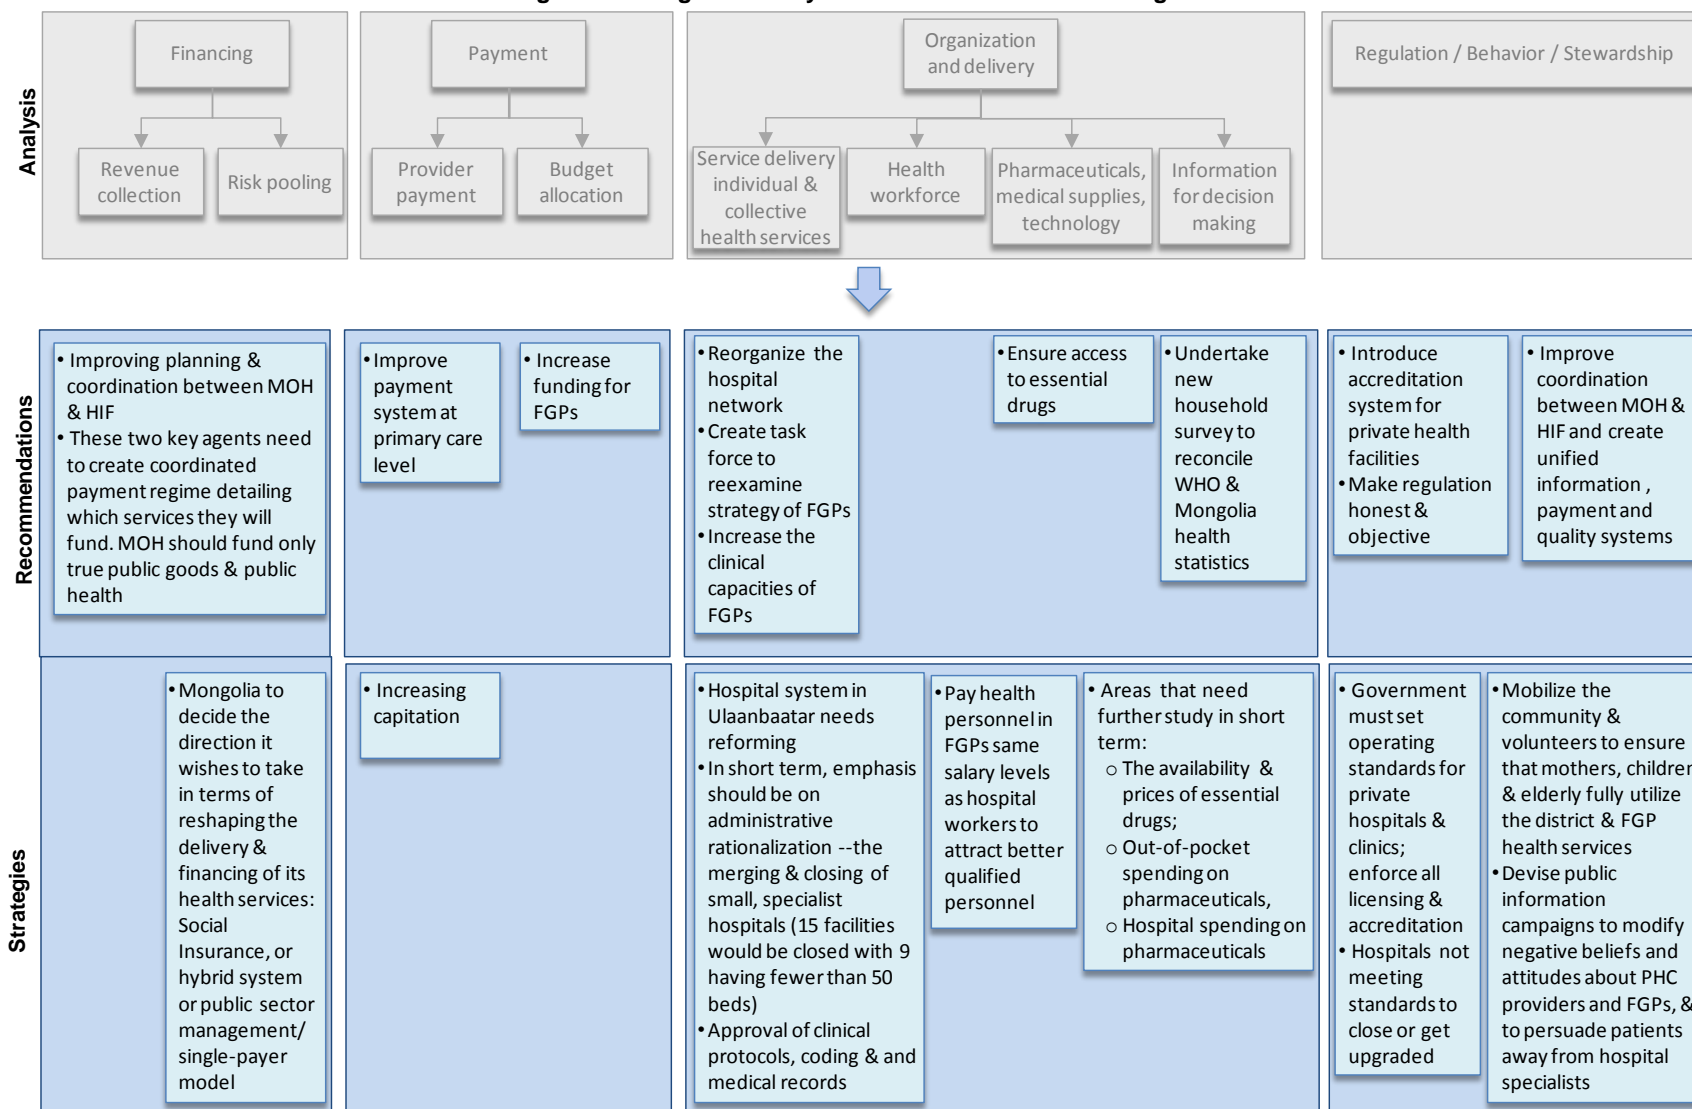 Analysis
Financing
Revenue
collection
Risk pooling
Payment
Provider
payment
Budget
allocation
Organization
and delivery
Service delivery
individual &
collective
health services
Health
workforce
Pharmaceuticals,
medical supplies,
technology
Information
for decision
making
Regulation / Behavior / Stewardship
Recommendations
• Improving planning &
coordination between MOH
& HIF
• These two key agents need
to create coordinated
payment regime detailing
which services they will
fund. MOH should fund only
true public goods & public
health
• Improve
payment
system at
primary care
level
• Increase
funding for
FGPs
• Reorganize the
hospital
network
• Create task
force to
reexamine
strategy of FGPs
• Increase the
clinical
capacities of
FGPs
• Ensure access
to essential
drugs
• Undertake
new
household
survey to
reconcile
WHO &
Mongolia
health
statistics
• Introduce
accreditation
system for
private health
facilities
• Make regulation
honest &
objective
• Improve
coordination
between MOH &
HIF and create
unified
information ,
payment and
quality systems
Strategies
• Mongolia to
decide the
direction it
wishes to take
in terms of
reshaping the
delivery &
financing of its
health services:
Social
Insurance, or
hybrid system
or public sector
management/
single-payer
model
• Increasing
capitation
• Hospital system in
Ulaanbaatar needs
reforming
• In short term, emphasis
should be on
administrative
rationalization --the
merging & closing of
small, specialist
hospitals (15 facilities
would be closed with 9
having fewer than 50
beds)
• Approval of clinical
protocols, coding & and
medical records
• Pay health
personnel in
FGPs same
salary levels
as hospital
workers to
attract better
qualified
personnel
• Areas that need
further study in short
term:
o The availability &
prices of essential
drugs;
o Out-of-pocket
spending on
pharmaceuticals,
o Hospital spending on
pharmaceuticals
• Government
must set
operating
standards for
private
hospitals &
clinics;
enforce all
licensing &
accreditation
• Hospitals not
meeting
standards to
close or get
upgraded
• Mobilize the
community &
volunteers to ensure
that mothers, children
& elderly fully utilize
the district & FGP
health services
• Devise public
information
campaigns to modify
negative beliefs and
attitudes about PHC
providers and FGPs, &
to persuade patients
away from hospital
specialists